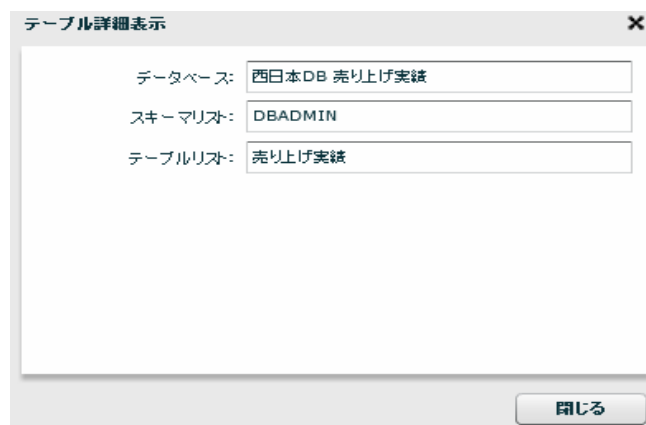 テーブル詳細表示
データベース: 西日本DB 売り上げ実績
スキーマリスト: DBADMIN
テーブルリスト: 売り上げ実績
閉じる